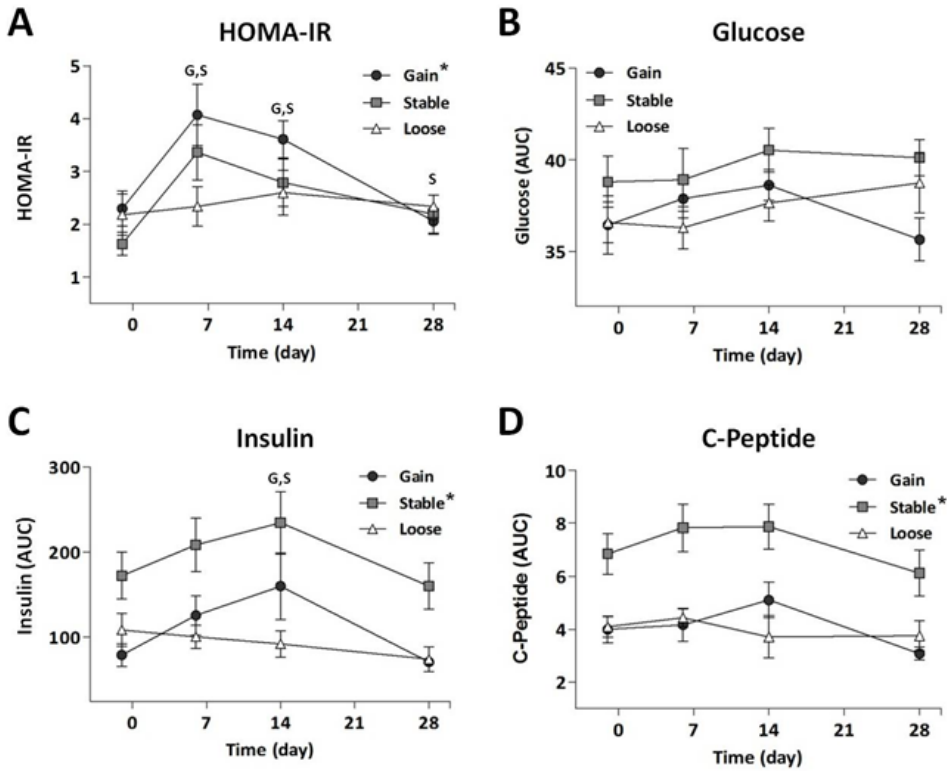 A
HOMA-IR
HOMA-IR
5
4
3
2
1
G,S
G,S
S
Gain*
Stable
Loose
0 7 14 21 28
Time (day)
B
Glucose
Glucose (AUC)
45
40
35
Gain
Stable
Loose
0 7 14 21 28
Time (day)
C
Insulin
Insulin (AUC)
300
200
100
G,S
Gain
Stable*
Loose
0 7 14 21 28
Time (day)
D
C-Peptide
C-Peptide (AUC)
10
8
6
4
2
Gain
Stable*
Loose
0 7 14 21 28
Time (day)